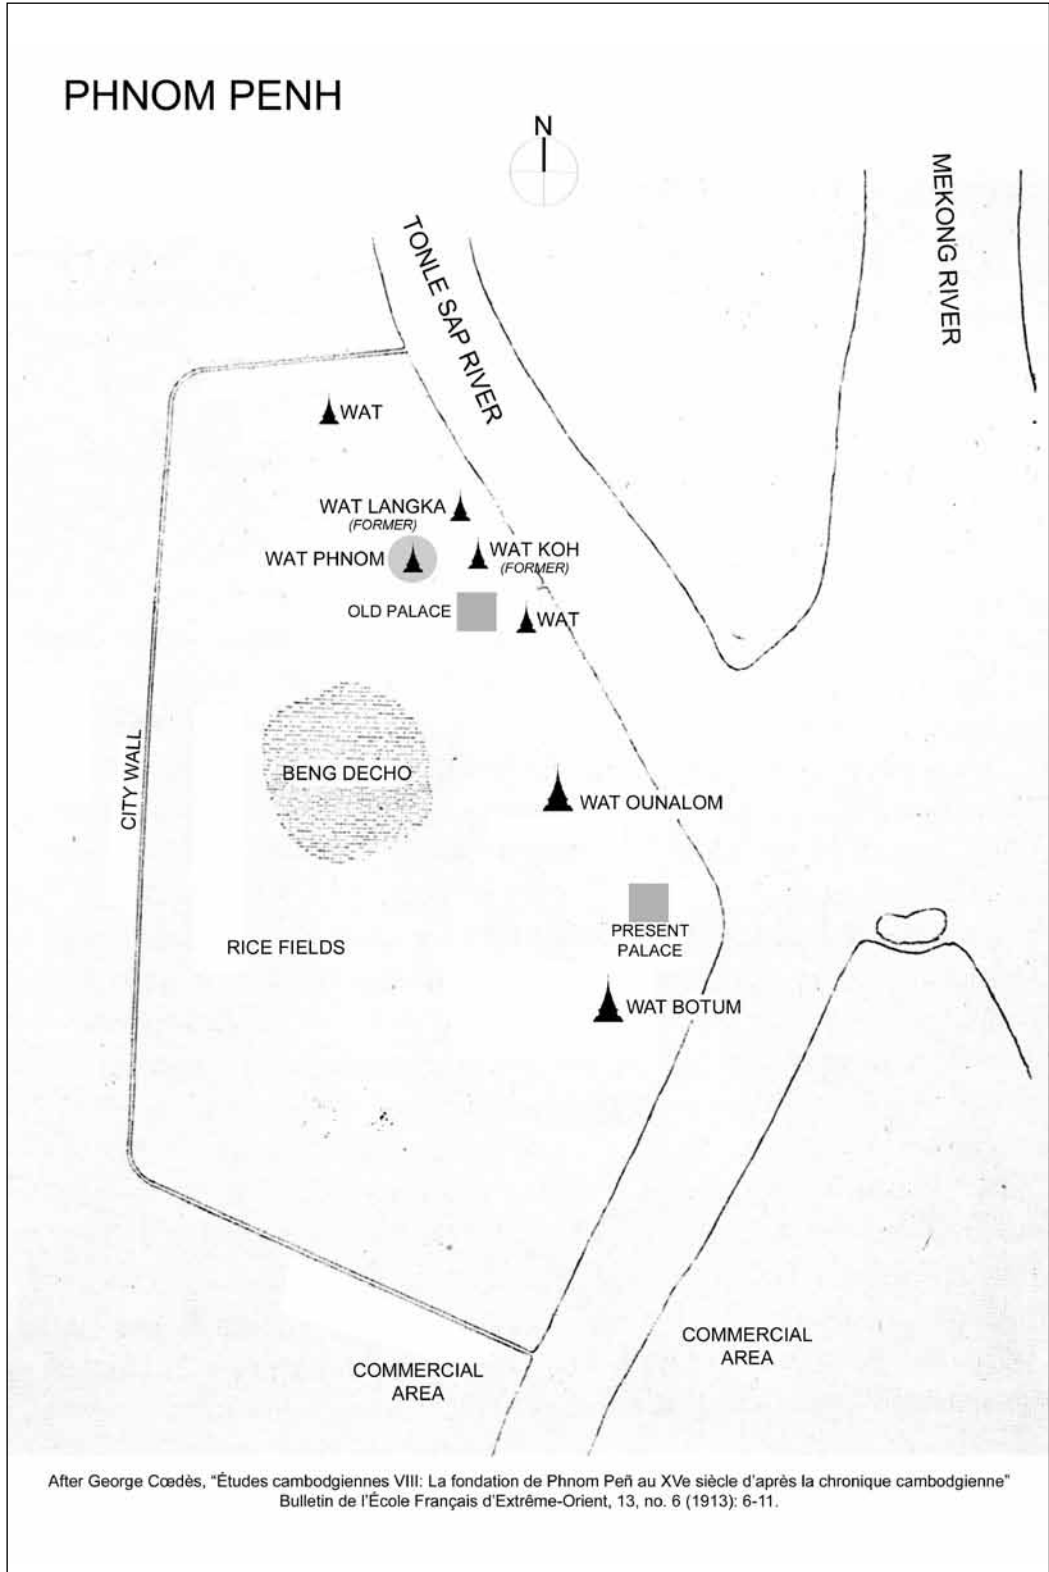 PHNOM PENH
N
MEKONG RIVER
TONLE SAP RIVER
WAT
WAT LANGKA
(FORMER)
WAT PHNOM
WAT KOH
(FORMER)
OLD PALACE
WAT
CITY WALL
BENG DECHO
WAT OUNALOM
PRESENT
PALACE
RICE FIELDS
WAT BOTUM
COMMERCIAL
AREA
COMMERCIAL
AREA
After George Cœdès, "Études cambodgiennes VIII: La fondation de Phnom Peñ au XVe siècle d'après la chronique cambodgienne"
Bulletin de l'École Français d'Extrême-Orient, 13, no. 6 (1913): 6-11.